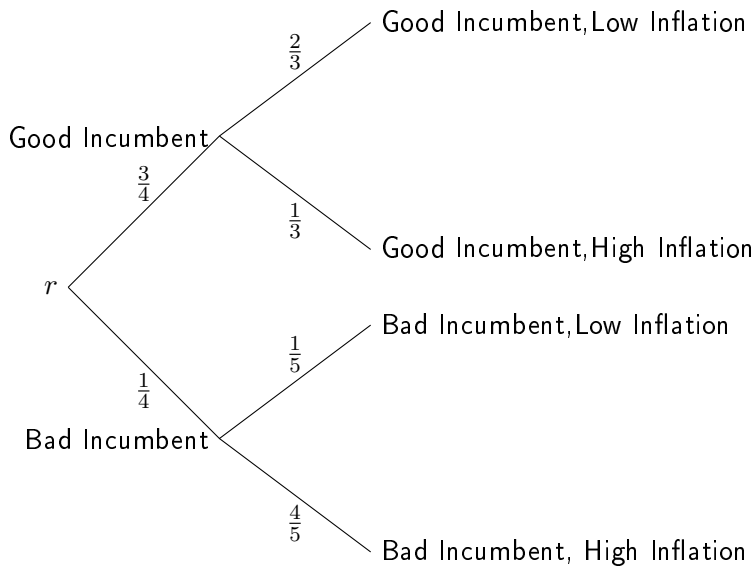 Good Incumbent,Low Inflation
2/3
Good Incumbent
3/4
1/3
Good Incumbent,High Inflation
r
Bad Incumbent,Low Inflation
1/5
1/4
Bad Incumbent
4/5
Bad Incumbent, High Inflation